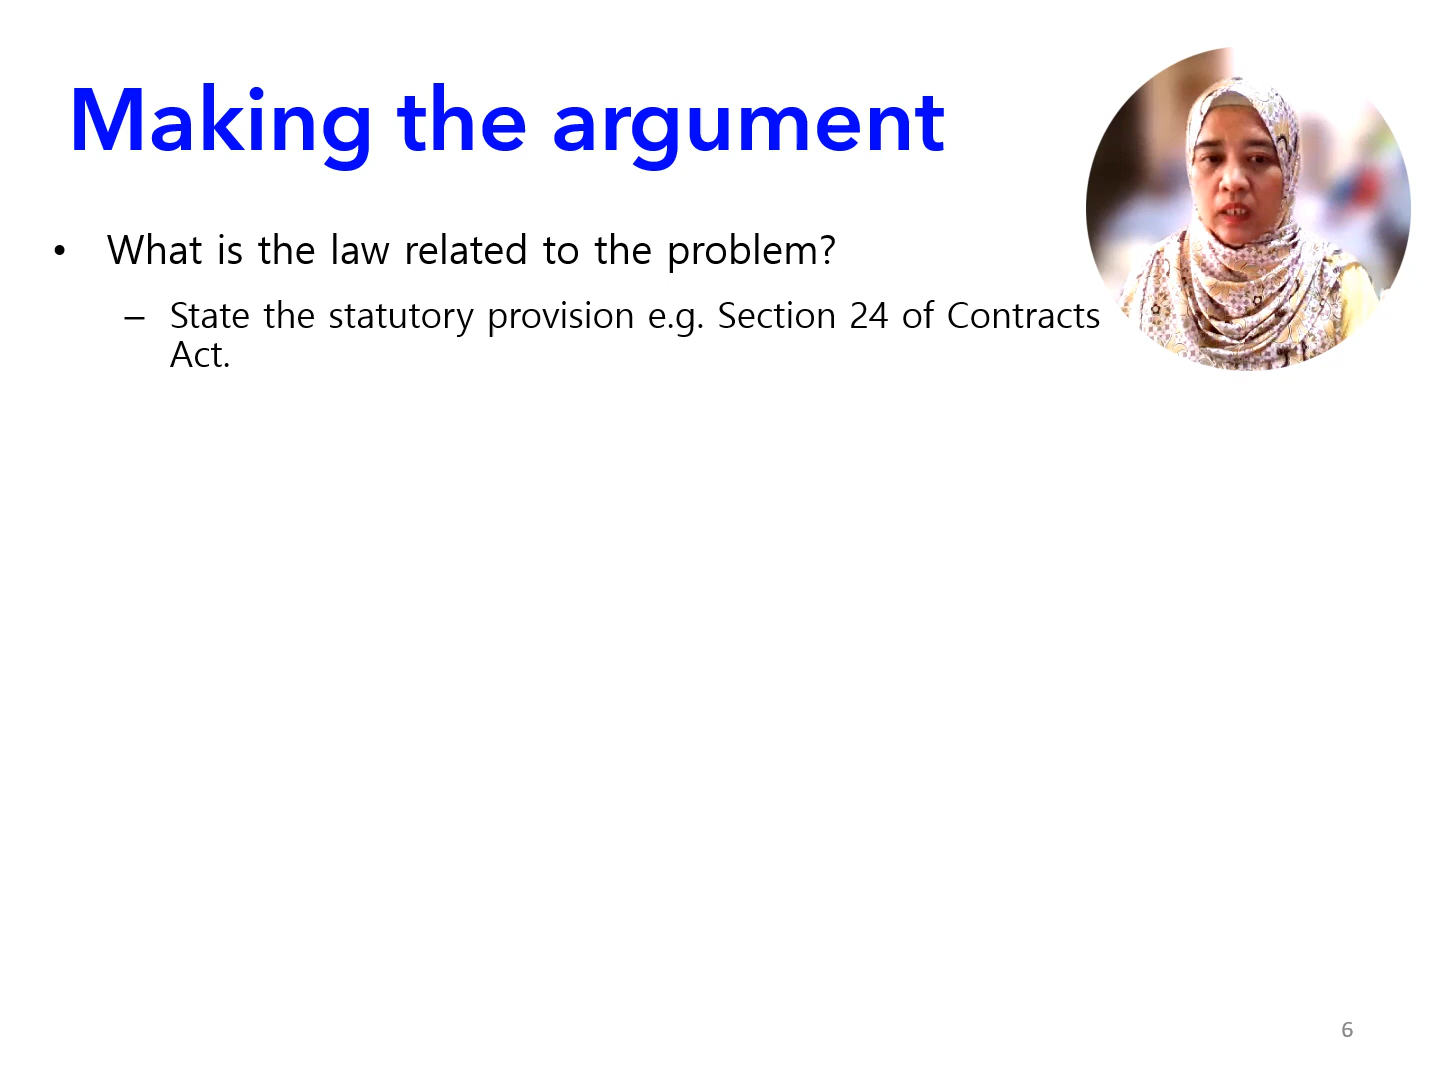 Making the argument
• What is the law related to the problem?
– State the statutory provision e.g. Section 24 of Contracts
Act.
6